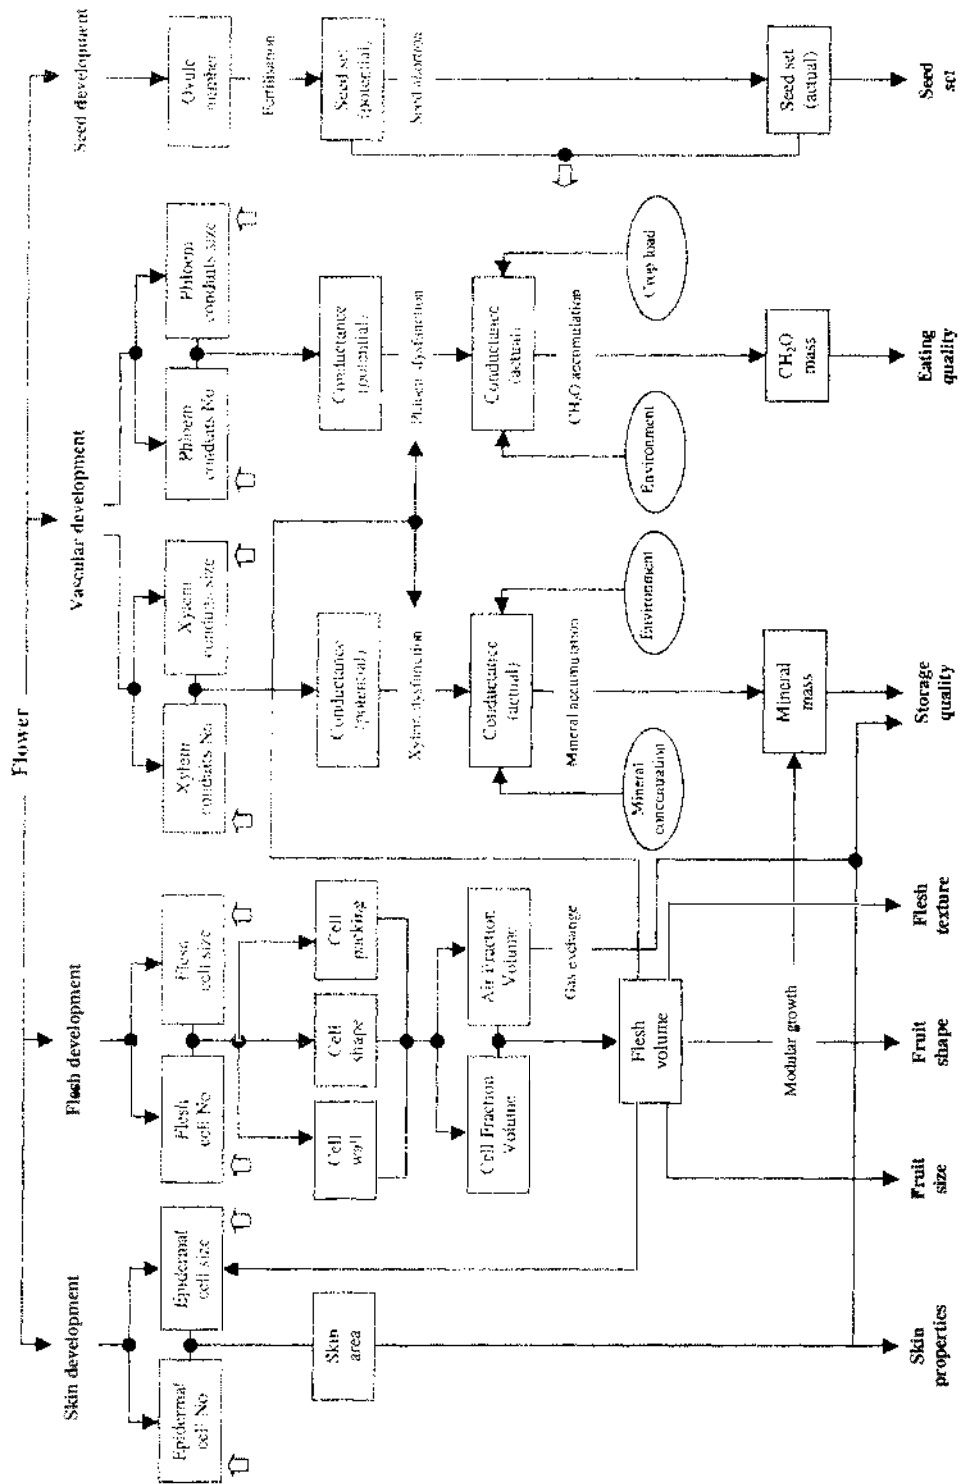 Flower
Skin development
Flesh development
Vascular development
Seed development
Epidermal
cell No
Epidermal
cell size
Flesh
cell No
Flesh
cell size
Xylem
conduits No
Xylem
conduits size
Phloem
conduits No
Phloem
conduits size
Ovule
number
Fertilisation
Skin
area
Cell
wall
Cell
shape
Cell
packing
Conductance
(potential)
Conductance
(potential)
Seed set
(potential)
Xylem dysfunction
Phloem dysfunction
Seed abortion
Cell Fraction
Volume
Air Fraction
Volume
Conductance
(actual)
Conductance
(actual)
Gas exchange
Mineral accumulation
CH₂O accumulation
Flesh
volume
Mineral
concentration
Environment
Environment
Crop load
Modular growth
Mineral
mass
CH₂O
mass
Seed set
(actual)
Skin
properties
Fruit
size
Fruit
shape
Flesh
texture
Storage
quality
Eating
quality
Seed
set